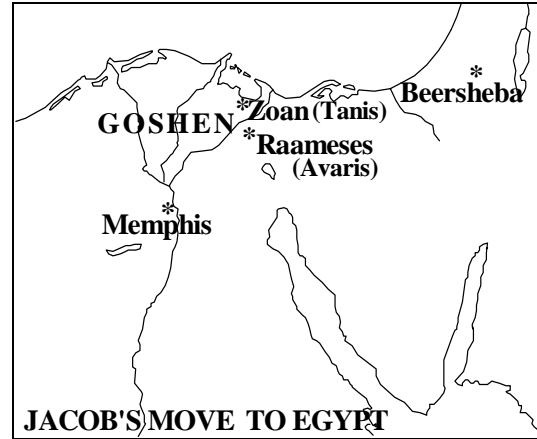 * Beersheba
* Zoan (Tanis)
GOSHEN
* Raameses
(Avaris)
* Memphis
JACOB'S MOVE TO EGYPT